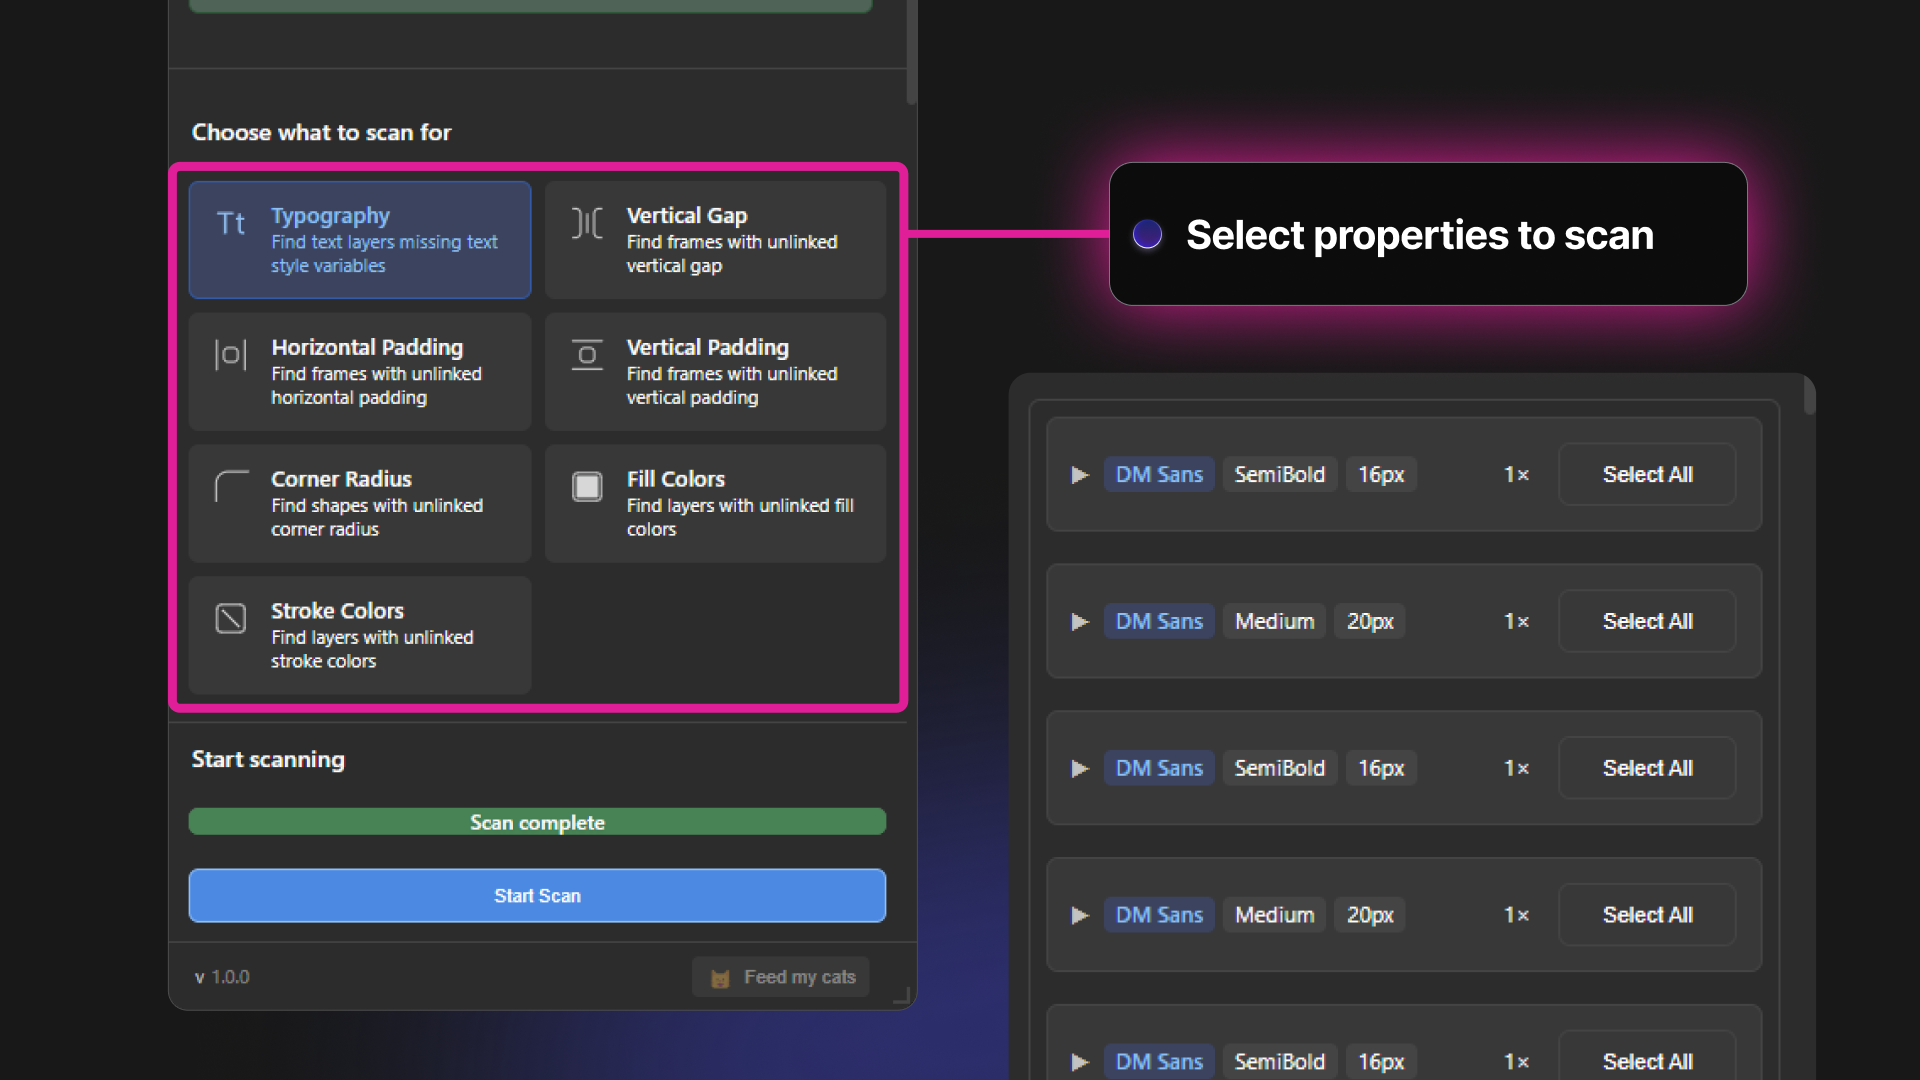 Choose what to scan for
Tt
Typography
Find text layers missing text
style variables
Vertical Gap
Find frames with unlinked
vertical gap
Horizontal Padding
Find frames with unlinked
horizontal padding
Vertical Padding
Find frames with unlinked
vertical padding
Corner Radius
Find shapes with unlinked
corner radius
Fill Colors
Find layers with unlinked fill
colors
Stroke Colors
Find layers with unlinked
stroke colors
Start scanning
Scan complete
Start Scan
v 1.0.0
Feed my cats
Select properties to scan
DM Sans SemiBold 16px 1× Select All
DM Sans Medium 20px 1× Select All
DM Sans SemiBold 16px 1× Select All
DM Sans Medium 20px 1× Select All
DM Sans SemiBold 16px 1× Select All